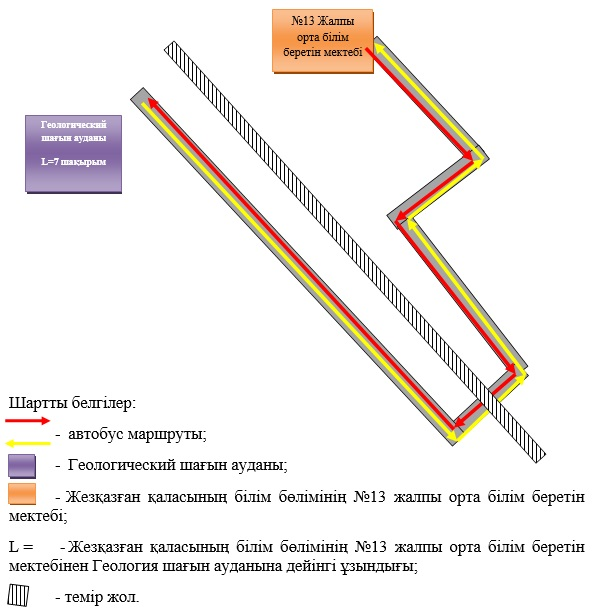 №13 Жалпы
орта білім
беретін мектебі
Геологический
шағын ауданы
L=7 шақырым
Шартты белгілер:
- автобус маршруты;
- Геологический шағын ауданы;
- Жезқазған қаласының білім бөлімінің №13 жалпы орта білім беретін
мектебі;
L = - Жезқазған қаласының білім бөлімінің №13 жалпы орта білім беретін
мектебінен Геология шағын ауданына дейінгі ұзындығы;
- темір жол.